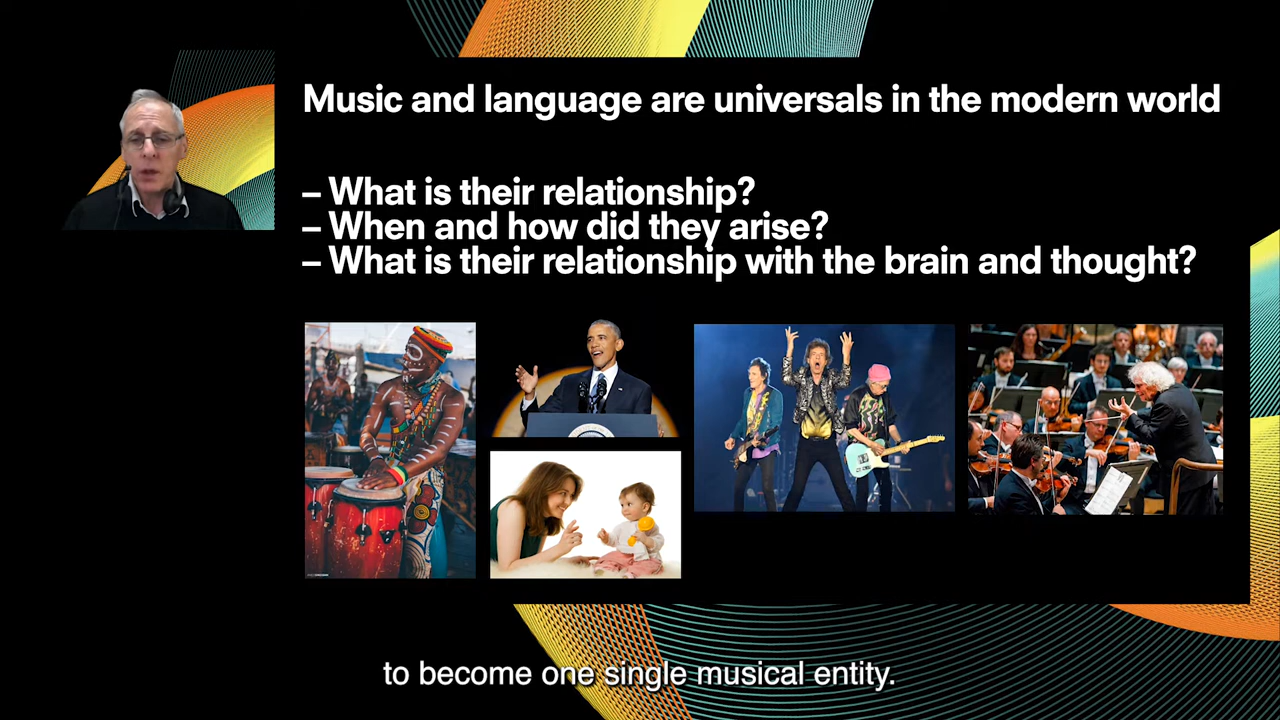 Music and language are universals in the modern world
– What is their relationship?
– When and how did they arise?
– What is their relationship with the brain and thought?
to become one single musical entity.